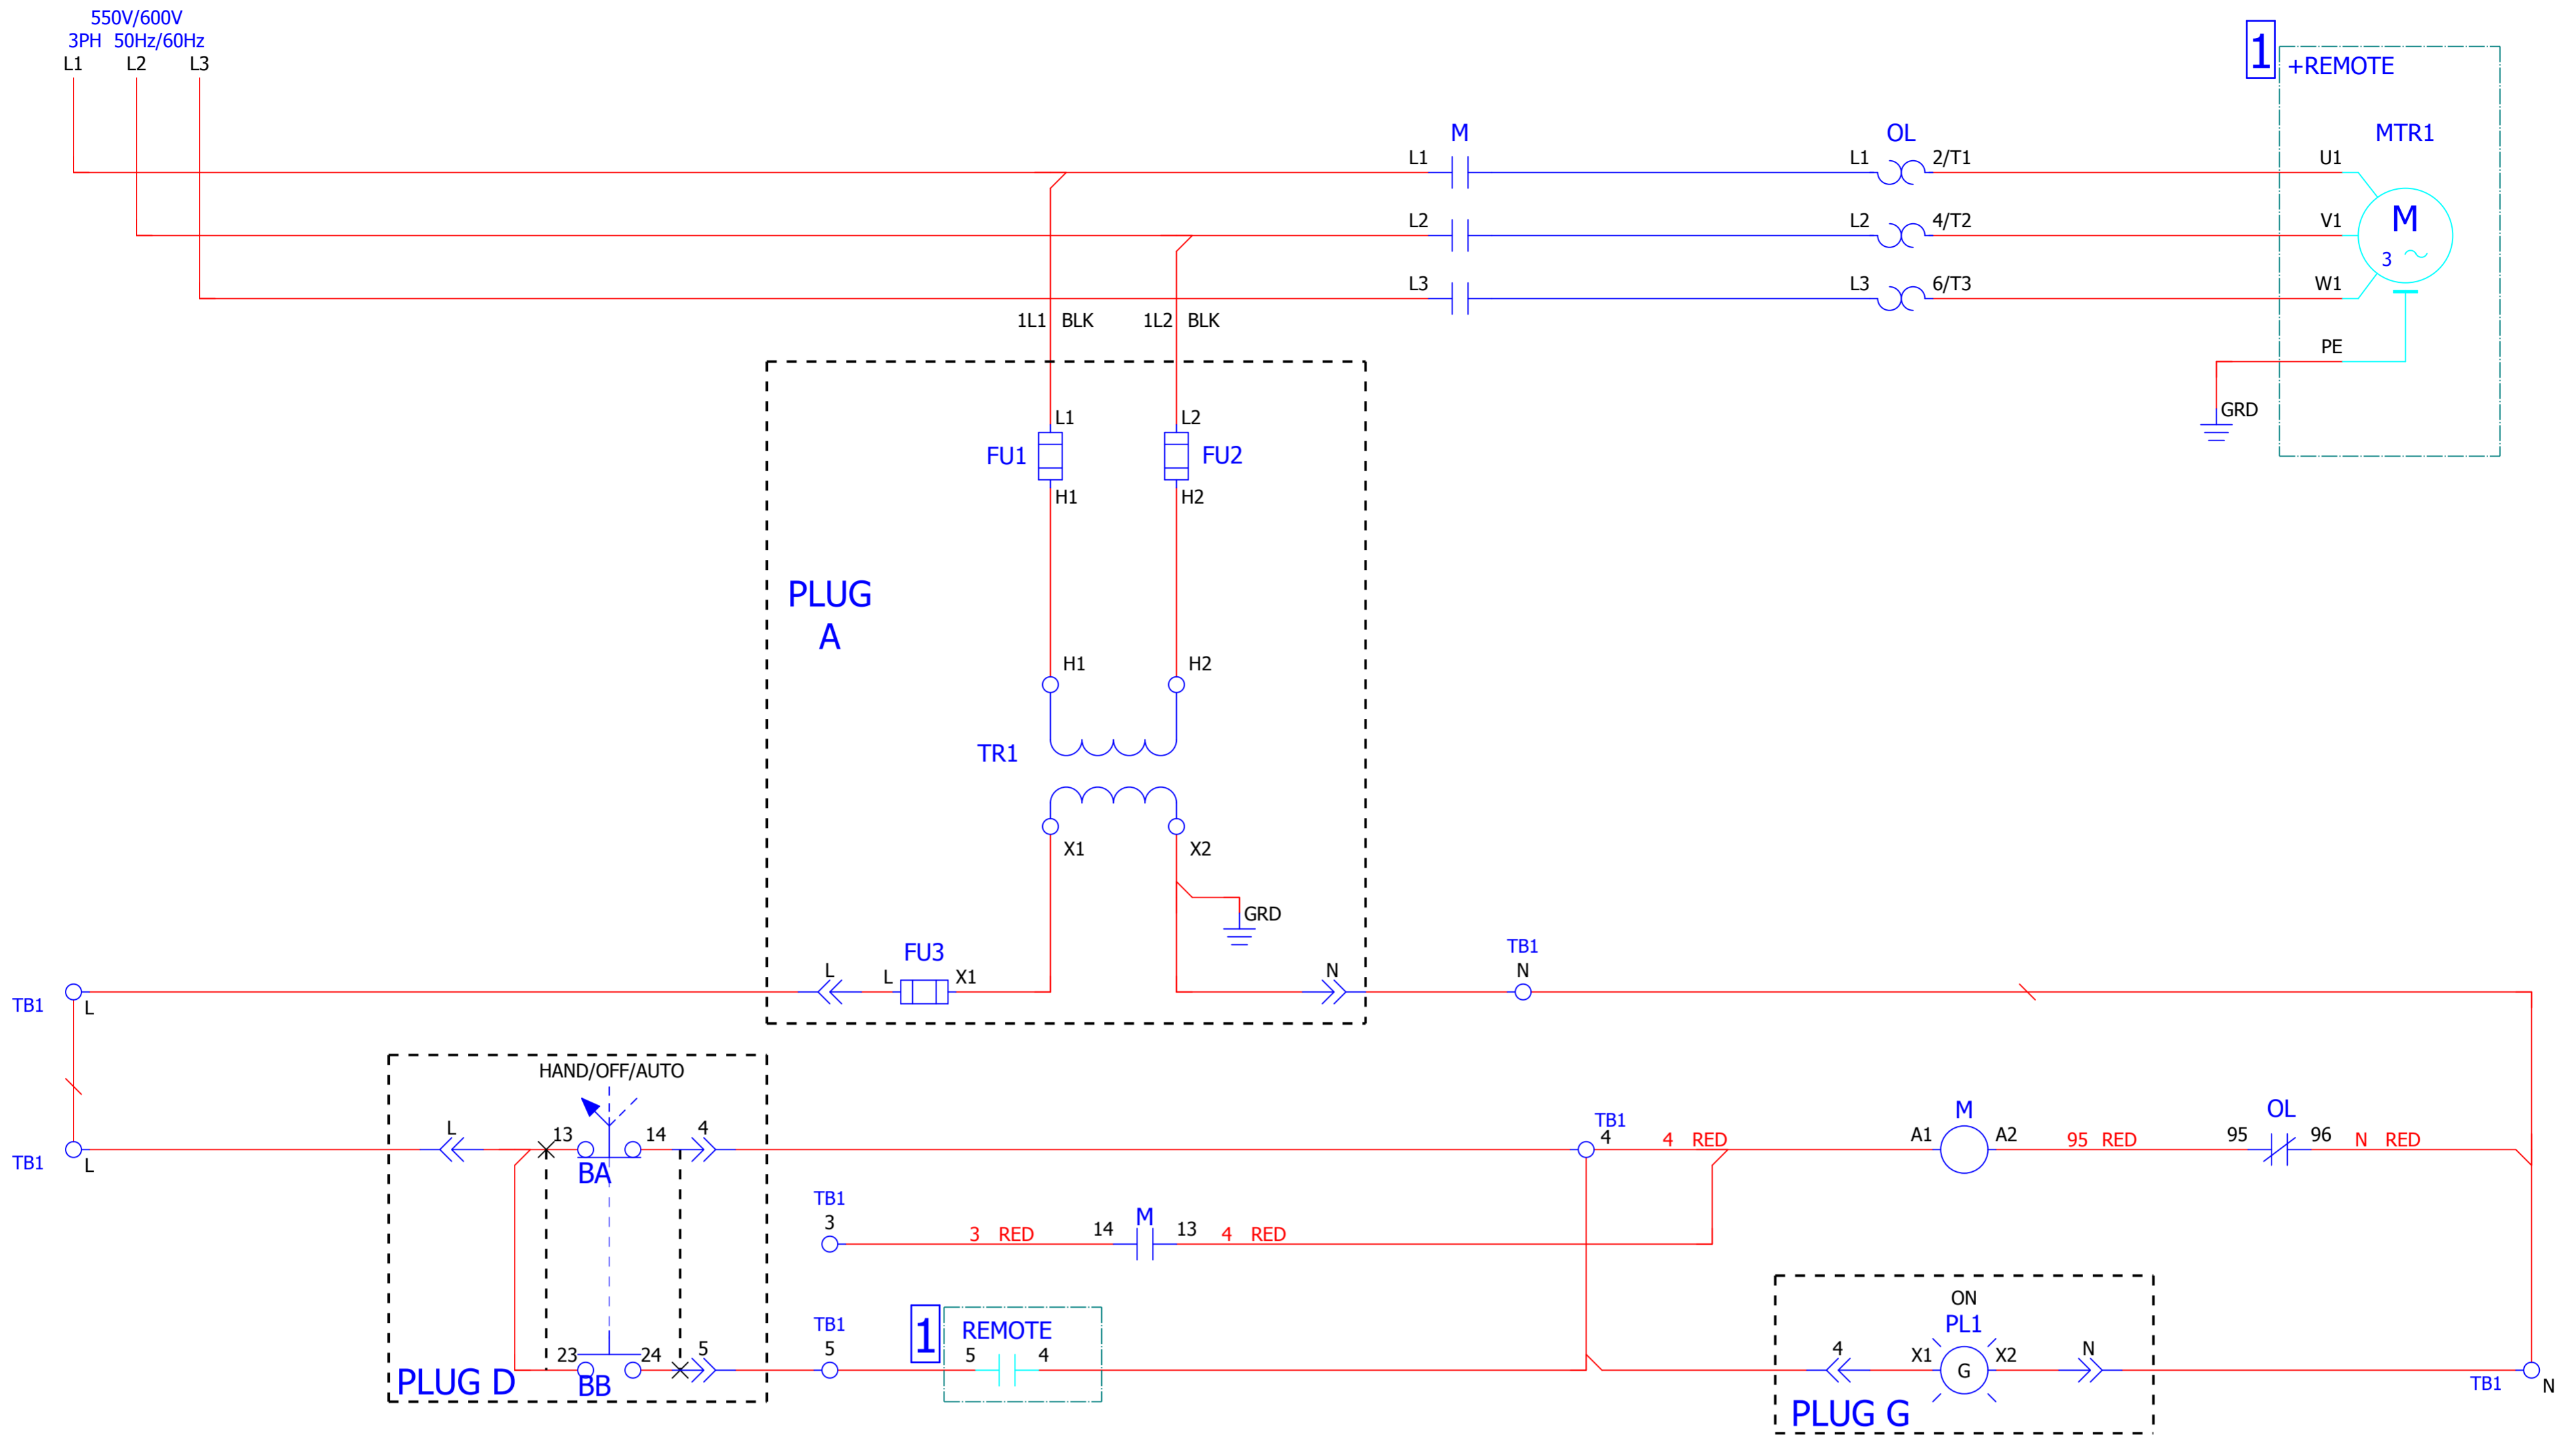 550V/600V
3PH 50Hz/60Hz
L1 L2 L3
1
+REMOTE
M
OL
MTR1
L1
L1
2/T1
U1
L2
L2
4/T2
V1
M
3
L3
L3
6/T3
W1
1L1 BLK
1L2 BLK
PE
GRD
L1
L2
FU1
FU2
H1
H2
PLUG
A
H1
H2
TR1
X1
X2
GRD
FU3
L
L
X1
N
TB1
N
TB1
L
HAND/OFF/AUTO
TB1
L
L
13
14
4
BA
TB1
4
4 RED
M
A1
A2
95 RED
OL
95
96
N RED
TB1
3
3 RED
14
M
13
4 RED
ON
PL1
TB1
5
1
REMOTE
5
4
23
24
5
BB
PLUG D
4
X1
G
X2
N
PLUG G
TB1
N